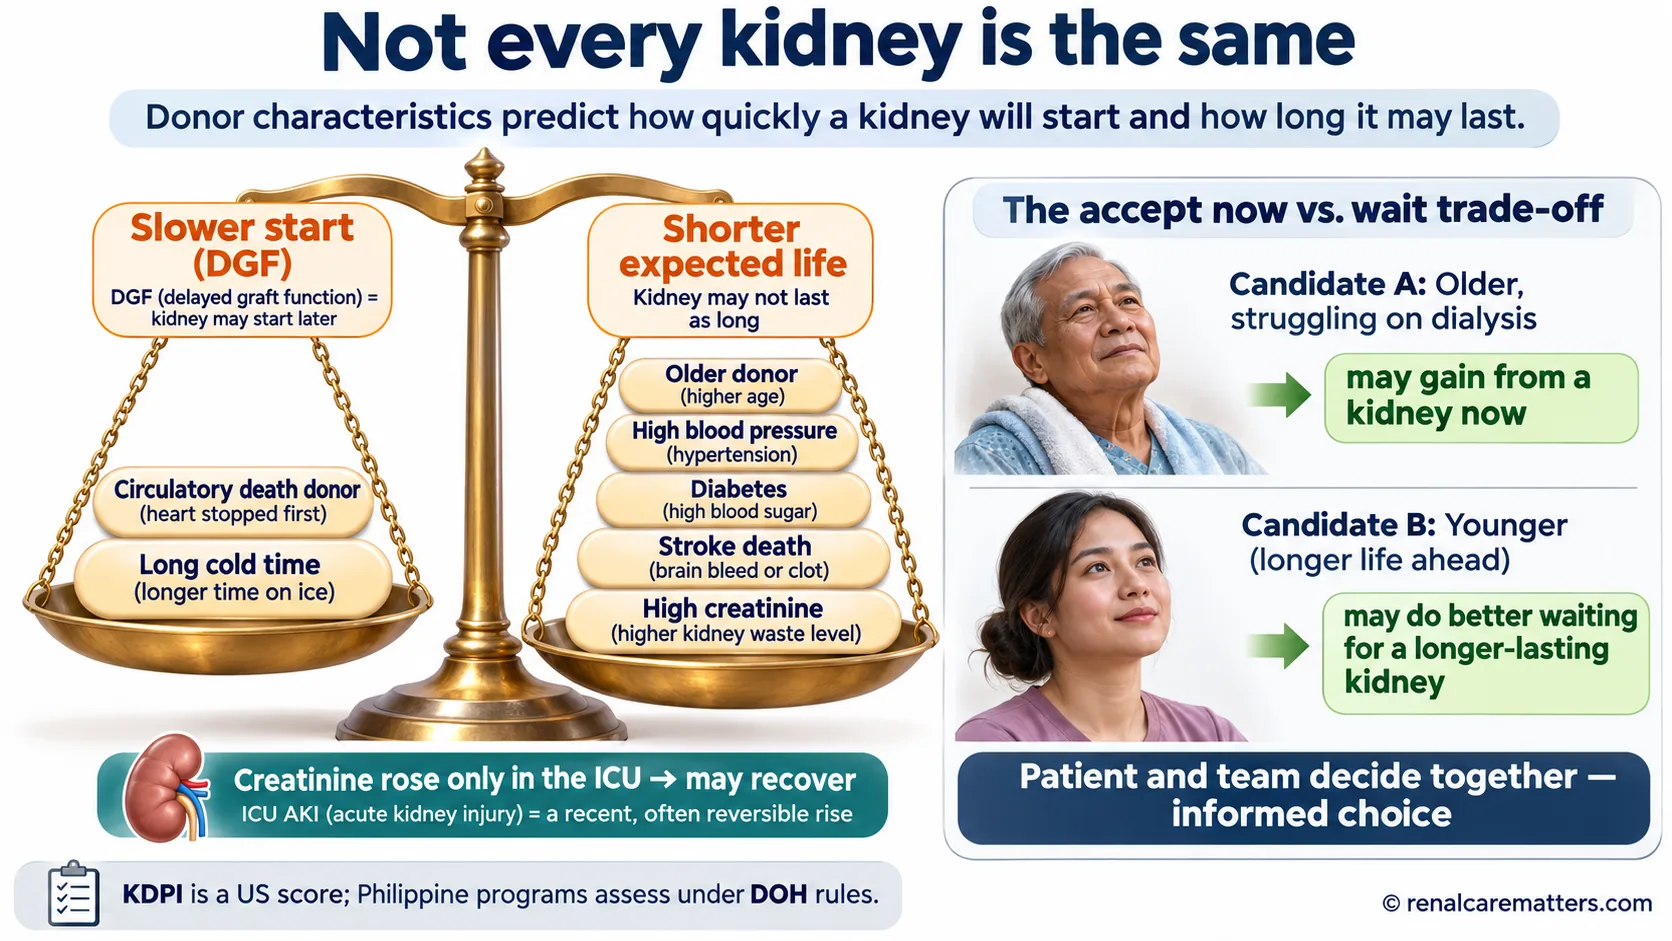 Not every kidney is the same
Donor characteristics predict how quickly a kidney will start and how long it may last.
Slower start
(DGF)
DGF (delayed graft function) =
kidney may start later
Circulatory death donor
(heart stopped first)
Long cold time
(longer time on ice)
Shorter
expected life
Kidney may not last
as long
Older donor
(higher age)
High blood pressure
(hypertension)
Diabetes
(high blood sugar)
Stroke death
(brain bleed or clot)
High creatinine
(higher kidney waste level)
Creatinine rose only in the ICU → may recover
ICU AKI (acute kidney injury) = a recent, often reversible rise
KDPI is a US score; Philippine programs assess under DOH rules.
The accept now vs. wait trade-off
Candidate A: Older,
struggling on dialysis
may gain from a
kidney now
Candidate B: Younger
(longer life ahead)
may do better waiting
for a longer-lasting
kidney
Patient and team decide together —
informed choice
© renalcarematters.com